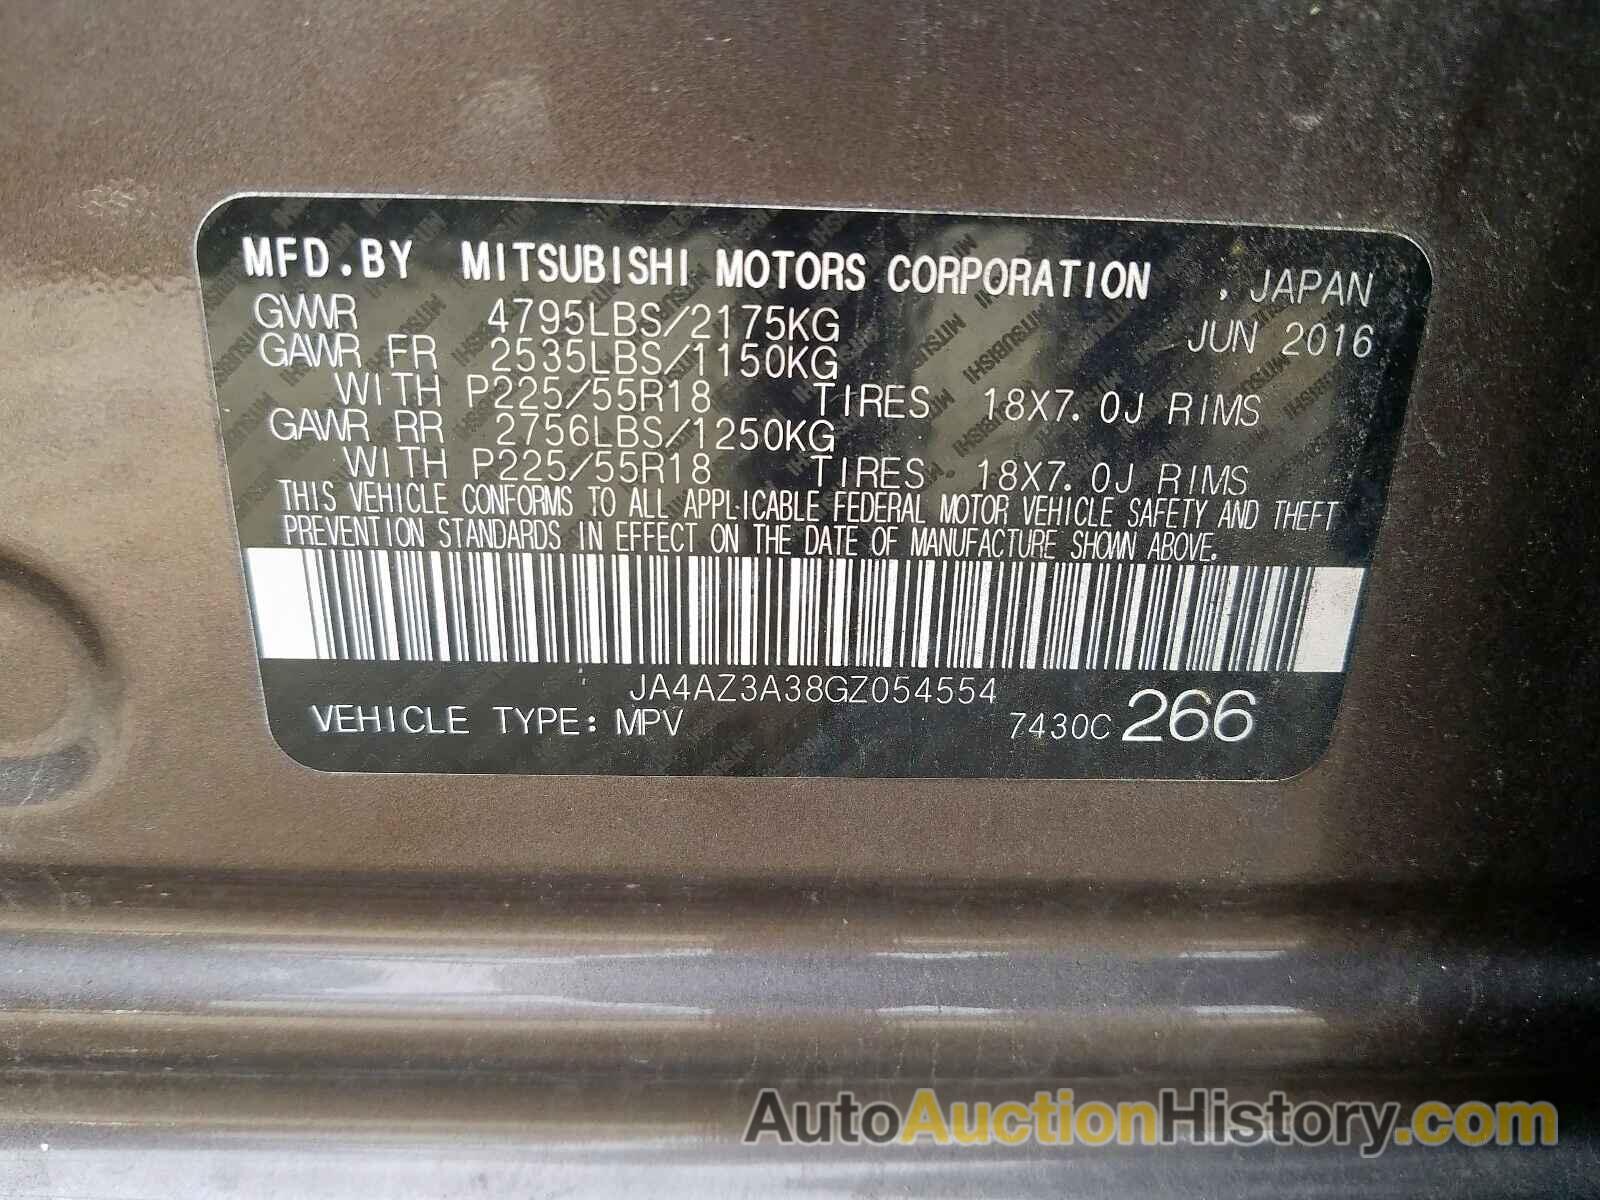 MFD.BY MITSUBISHI MOTORS CORPORATION , JAPAN
GVWR 4795LBS/2175KG JUN 2016
GAWR FR 2535LBS/1150KG
WITH P225/55R18 TIRES 18X7.0J RIMS
GAWR RR 2756LBS/1250KG
WITH P225/55R18 TIRES 18X7.0J RIMS
THIS VEHICLE CONFORMS TO ALL APPLICABLE FEDERAL MOTOR VEHICLE SAFETY AND THEFT
PREVENTION STANDARDS IN EFFECT ON THE DATE OF MANUFACTURE SHOWN ABOVE.
JA4AZ3A38GZ054554
VEHICLE TYPE: MPV 7430C 266
AutoAuctionHistory.com